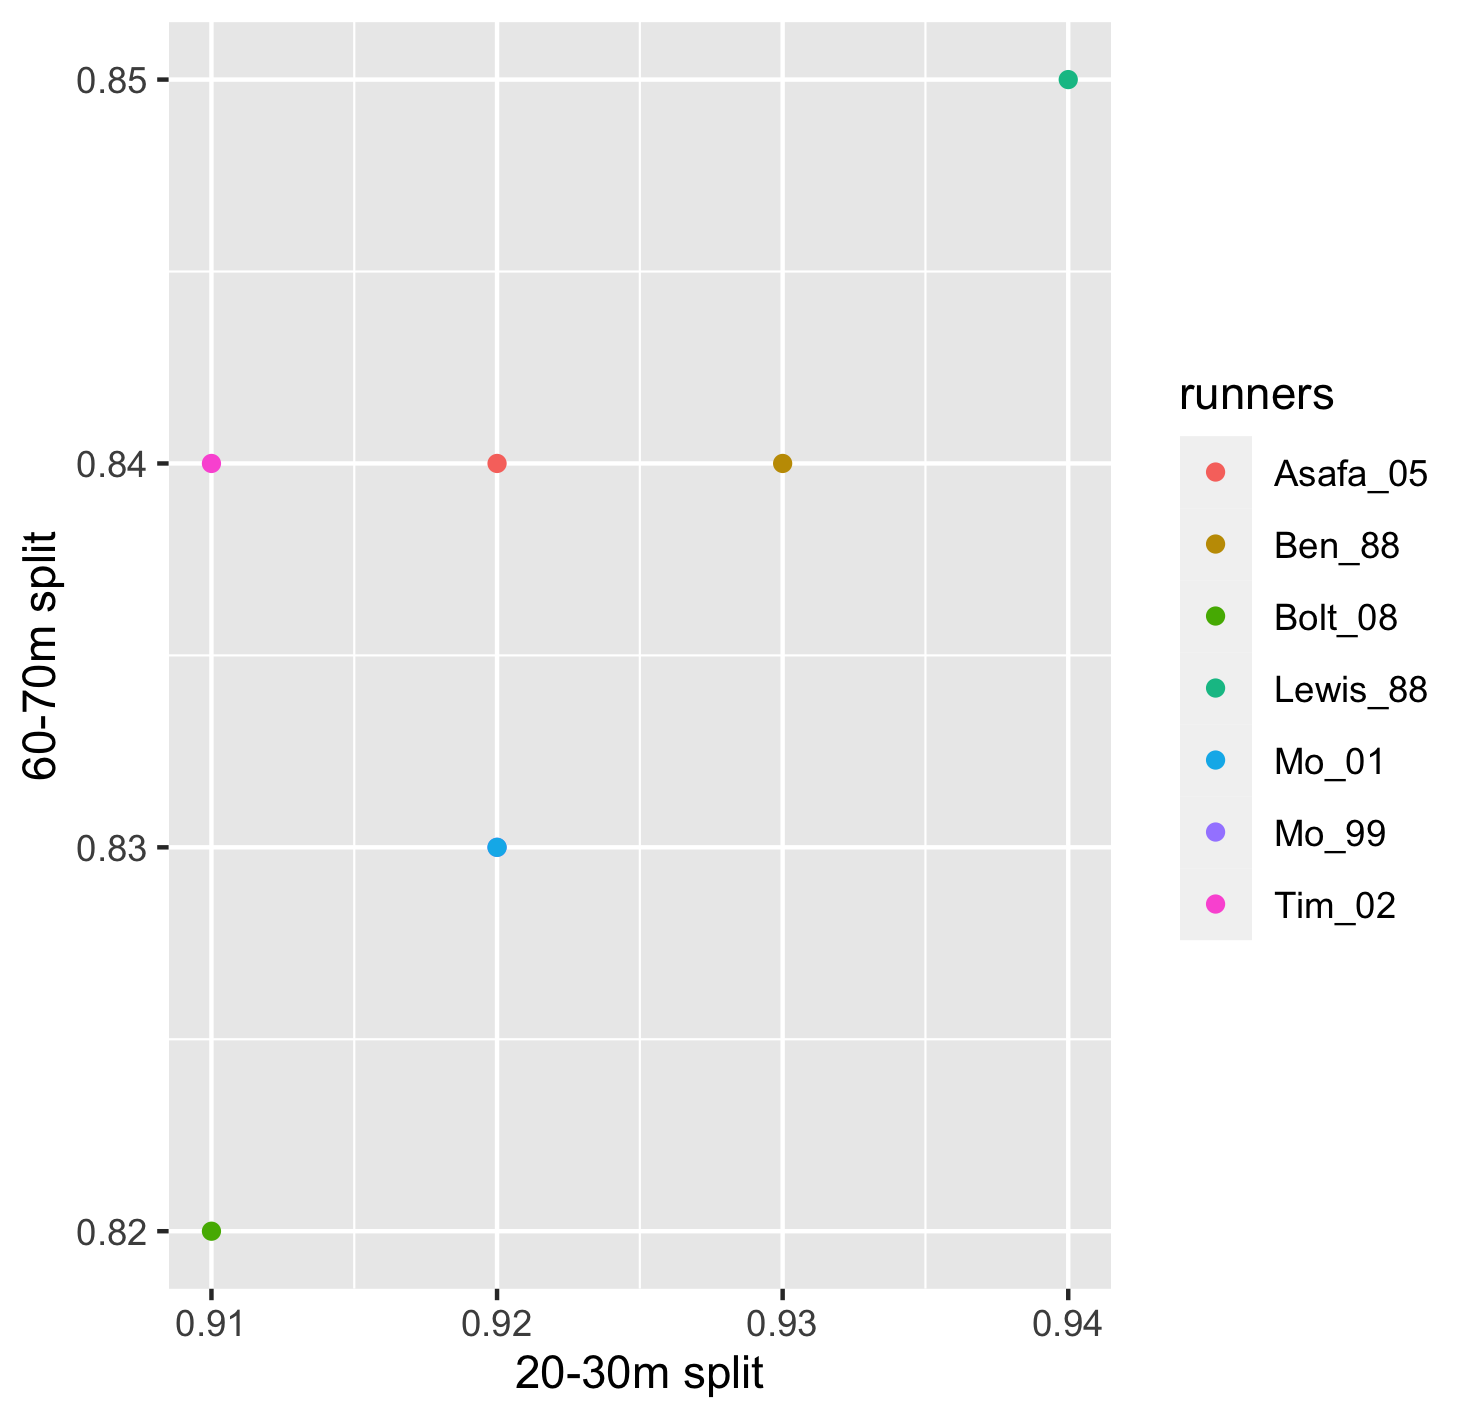 0.85
0.84
0.83
0.82
60-70m split
0.91
0.92
0.93
0.94
20-30m split
runners
Asafa_05
Ben_88
Bolt_08
Lewis_88
Mo_01
Mo_99
Tim_02